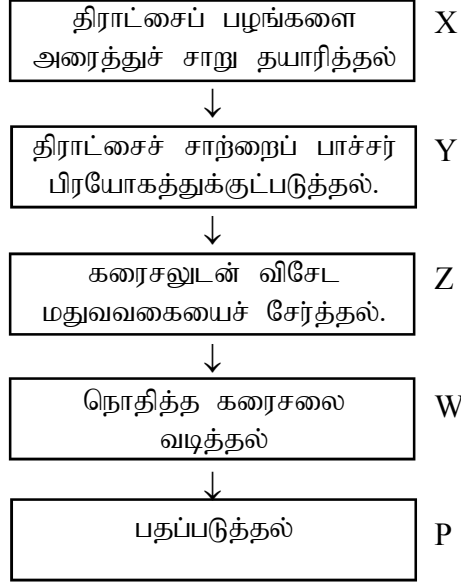 திராட்சைப் பழங்களை X
அரைத்துச் சாறு தயாரித்தல்
↓
திராட்சைச் சாற்றைப் பாச்சர் Y
பிரயோகத்துக்குட்படுத்தல்.
↓
கரைசலுடன் விசேட Z
மதுவவகையைச் சேர்த்தல்.
↓
நொதித்த கரைசலை W
வடித்தல்
↓
பதப்படுத்தல் P